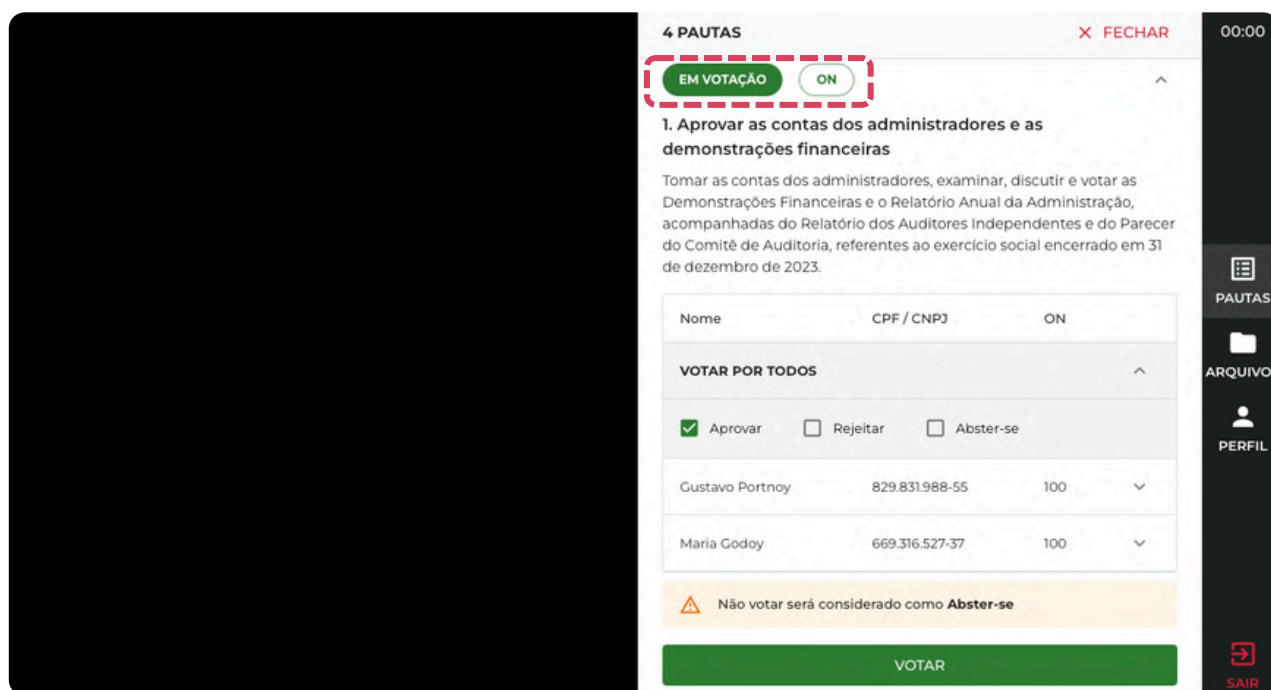 4 PAUTAS
FECHAR
00:00
EM VOTAÇÃO
ON
1. Aprovar as contas dos administradores e as
demonstrações financeiras
Tomar as contas dos administradores, examinar, discutir e votar as
Demonstrações Financeiras e o Relatório Anual da Administração,
acompanhadas do Relatório dos Auditores Independentes e do Parecer
do Comitê de Auditoria, referentes ao exercício social encerrado em 31
de dezembro de 2023.
Nome CPF / CNPJ ON
VOTAR POR TODOS
Aprovar Rejeitar Abster-se
Gustavo Portnoy 829.831.988-55 100
Maria Godoy 669.316.527-37 100
Não votar será considerado como Abster-se
VOTAR
PAUTAS
ARQUIVO
PERFIL
SAIR